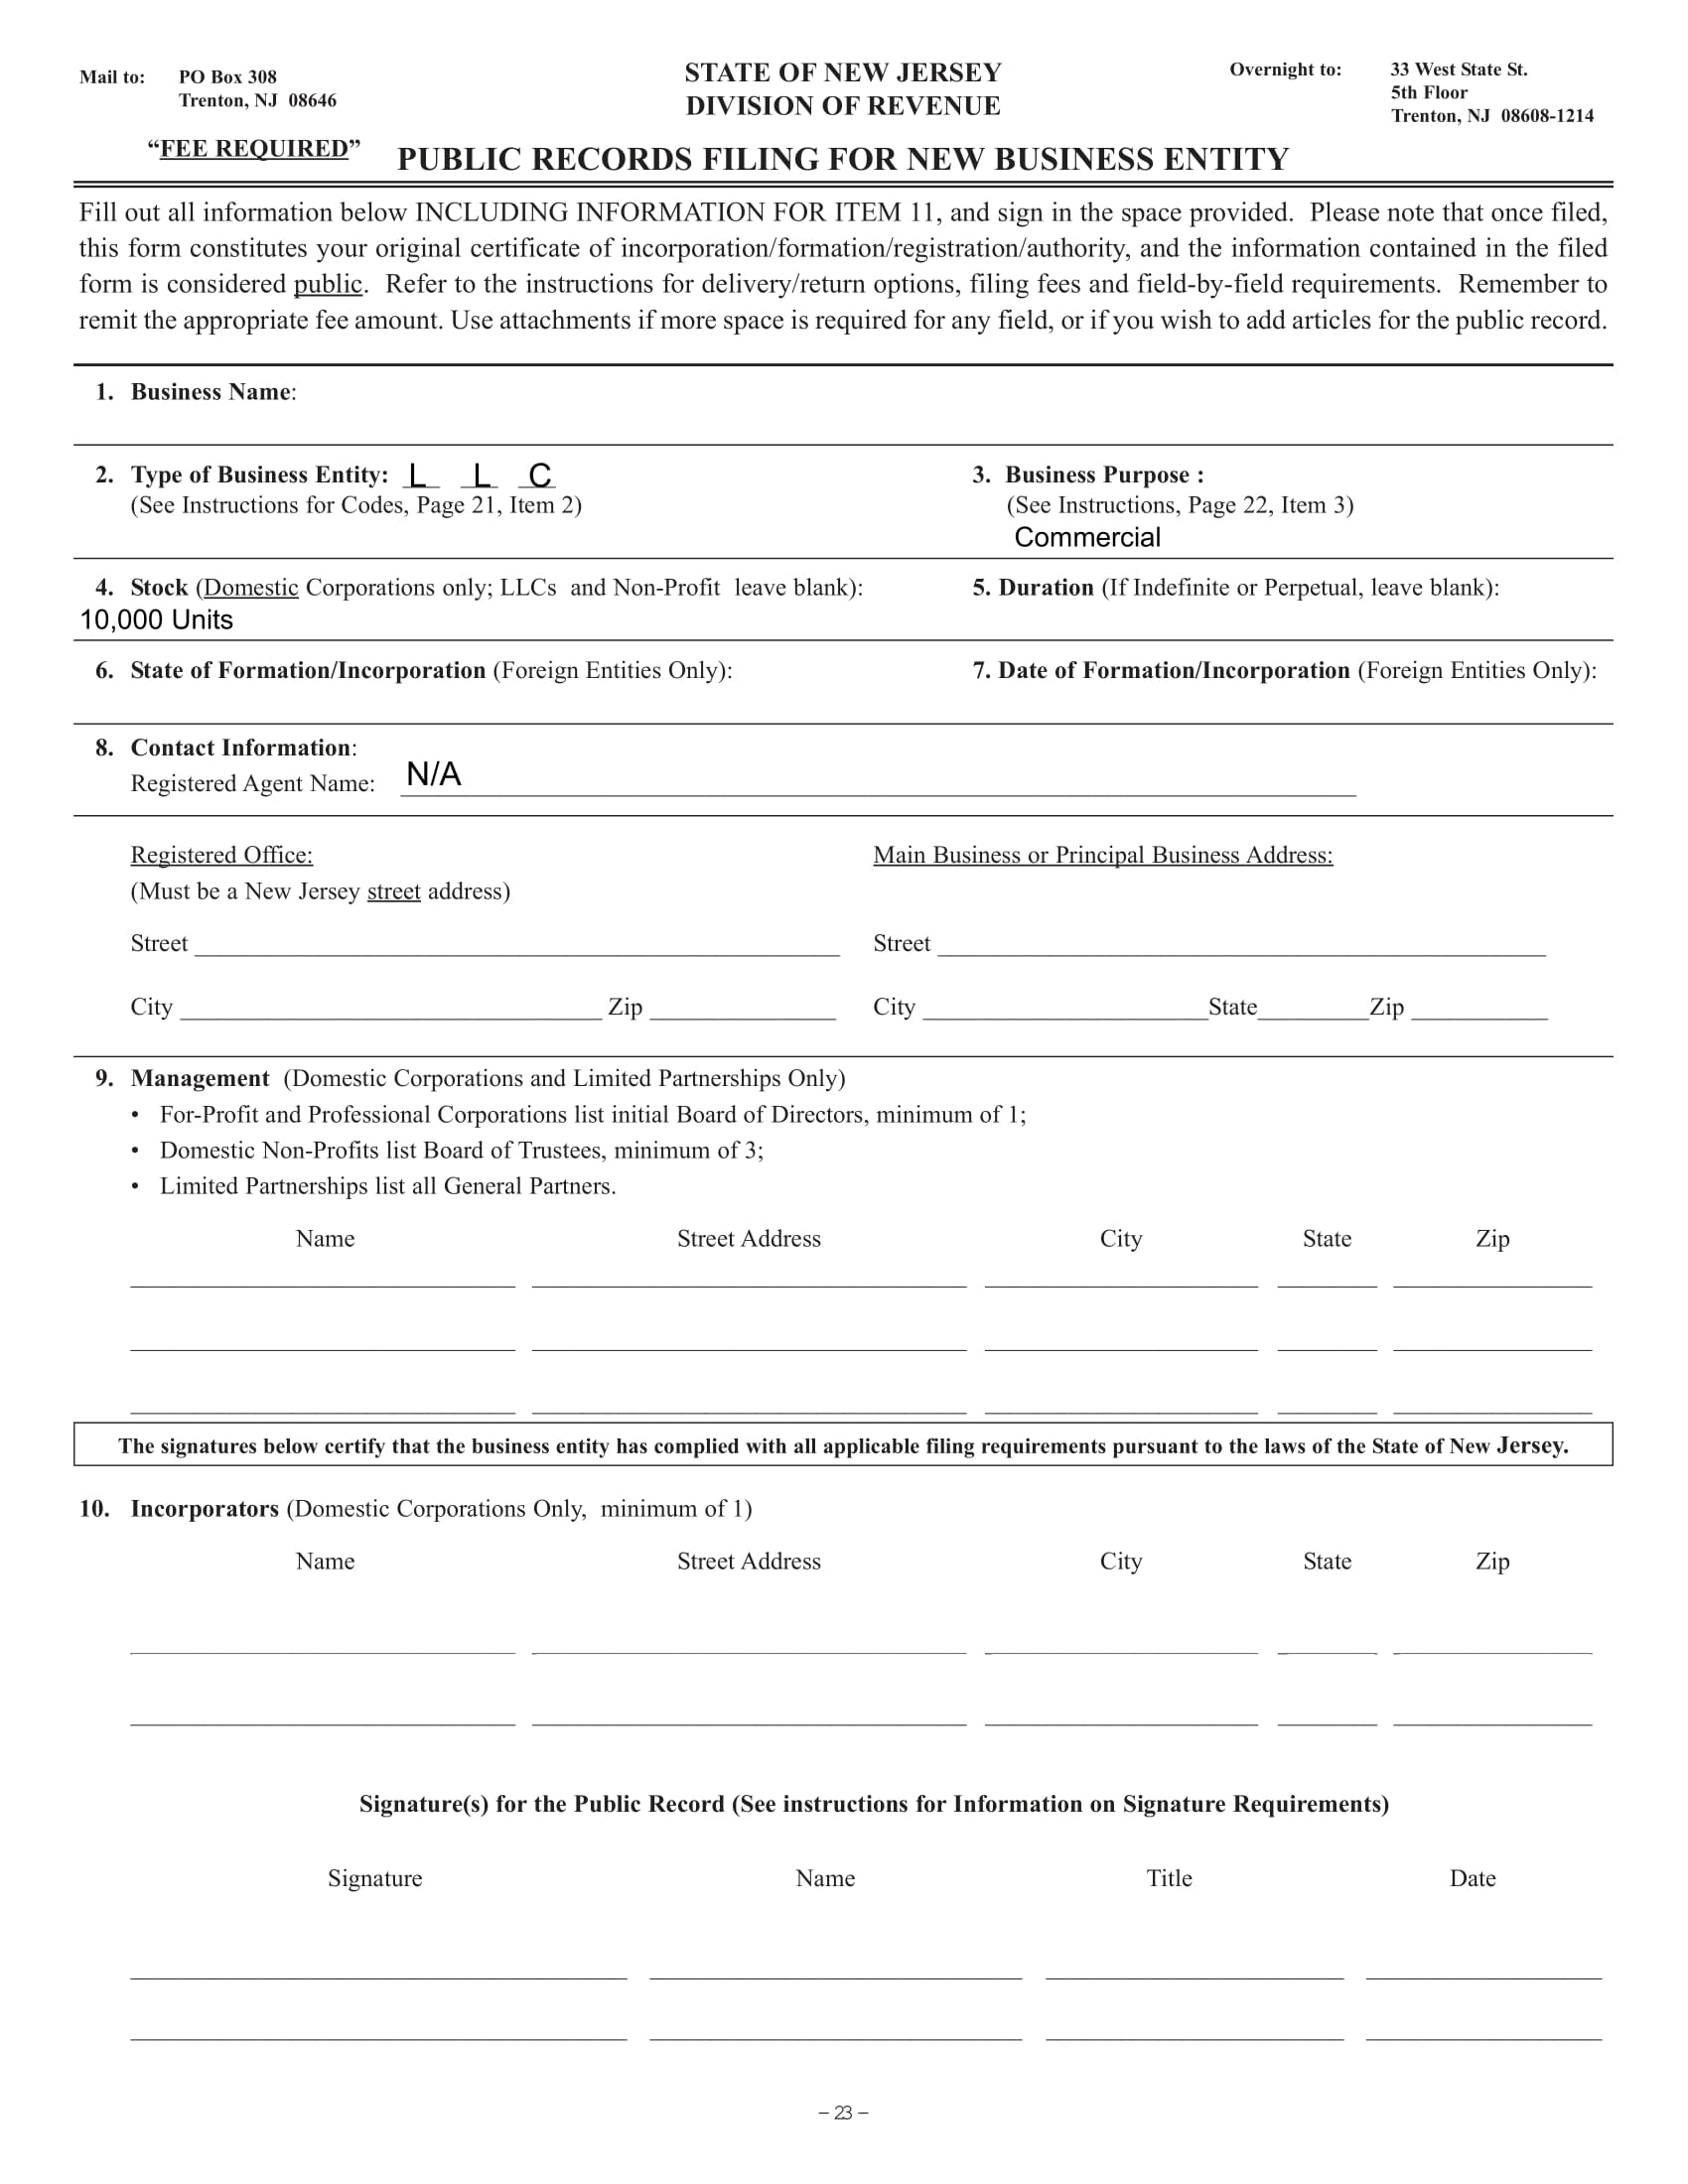 Mail to: PO Box 308
Trenton, NJ 08646
STATE OF NEW JERSEY
DIVISION OF REVENUE
Overnight to: 33 West State St.
5th Floor
Trenton, NJ 08608-1214
“FEE REQUIRED”
PUBLIC RECORDS FILING FOR NEW BUSINESS ENTITY
Fill out all information below INCLUDING INFORMATION FOR ITEM 11, and sign in the space provided. Please note that once filed,
this form constitutes your original certificate of incorporation/formation/registration/authority, and the information contained in the filed
form is considered public. Refer to the instructions for delivery/return options, filing fees and field-by-field requirements. Remember to
remit the appropriate fee amount. Use attachments if more space is required for any field, or if you wish to add articles for the public record.
1. Business Name:
2. Type of Business Entity: L L C
(See Instructions for Codes, Page 21, Item 2)
3. Business Purpose :
(See Instructions, Page 22, Item 3)
Commercial
4. Stock (Domestic Corporations only; LLCs and Non-Profit leave blank):
10,000 Units
5. Duration (If Indefinite or Perpetual, leave blank):
6. State of Formation/Incorporation (Foreign Entities Only):
7. Date of Formation/Incorporation (Foreign Entities Only):
8. Contact Information:
Registered Agent Name: N/A
Registered Office:
(Must be a New Jersey street address)
Main Business or Principal Business Address:
Street
Street
City Zip
City State Zip
9. Management (Domestic Corporations and Limited Partnerships Only)
• For-Profit and Professional Corporations list initial Board of Directors, minimum of 1;
• Domestic Non-Profits list Board of Trustees, minimum of 3;
• Limited Partnerships list all General Partners.
Name Street Address City State Zip
The signatures below certify that the business entity has complied with all applicable filing requirements pursuant to the laws of the State of New Jersey.
10. Incorporators (Domestic Corporations Only, minimum of 1)
Name Street Address City State Zip
Signature(s) for the Public Record (See instructions for Information on Signature Requirements)
Signature Name Title Date
– 23 –